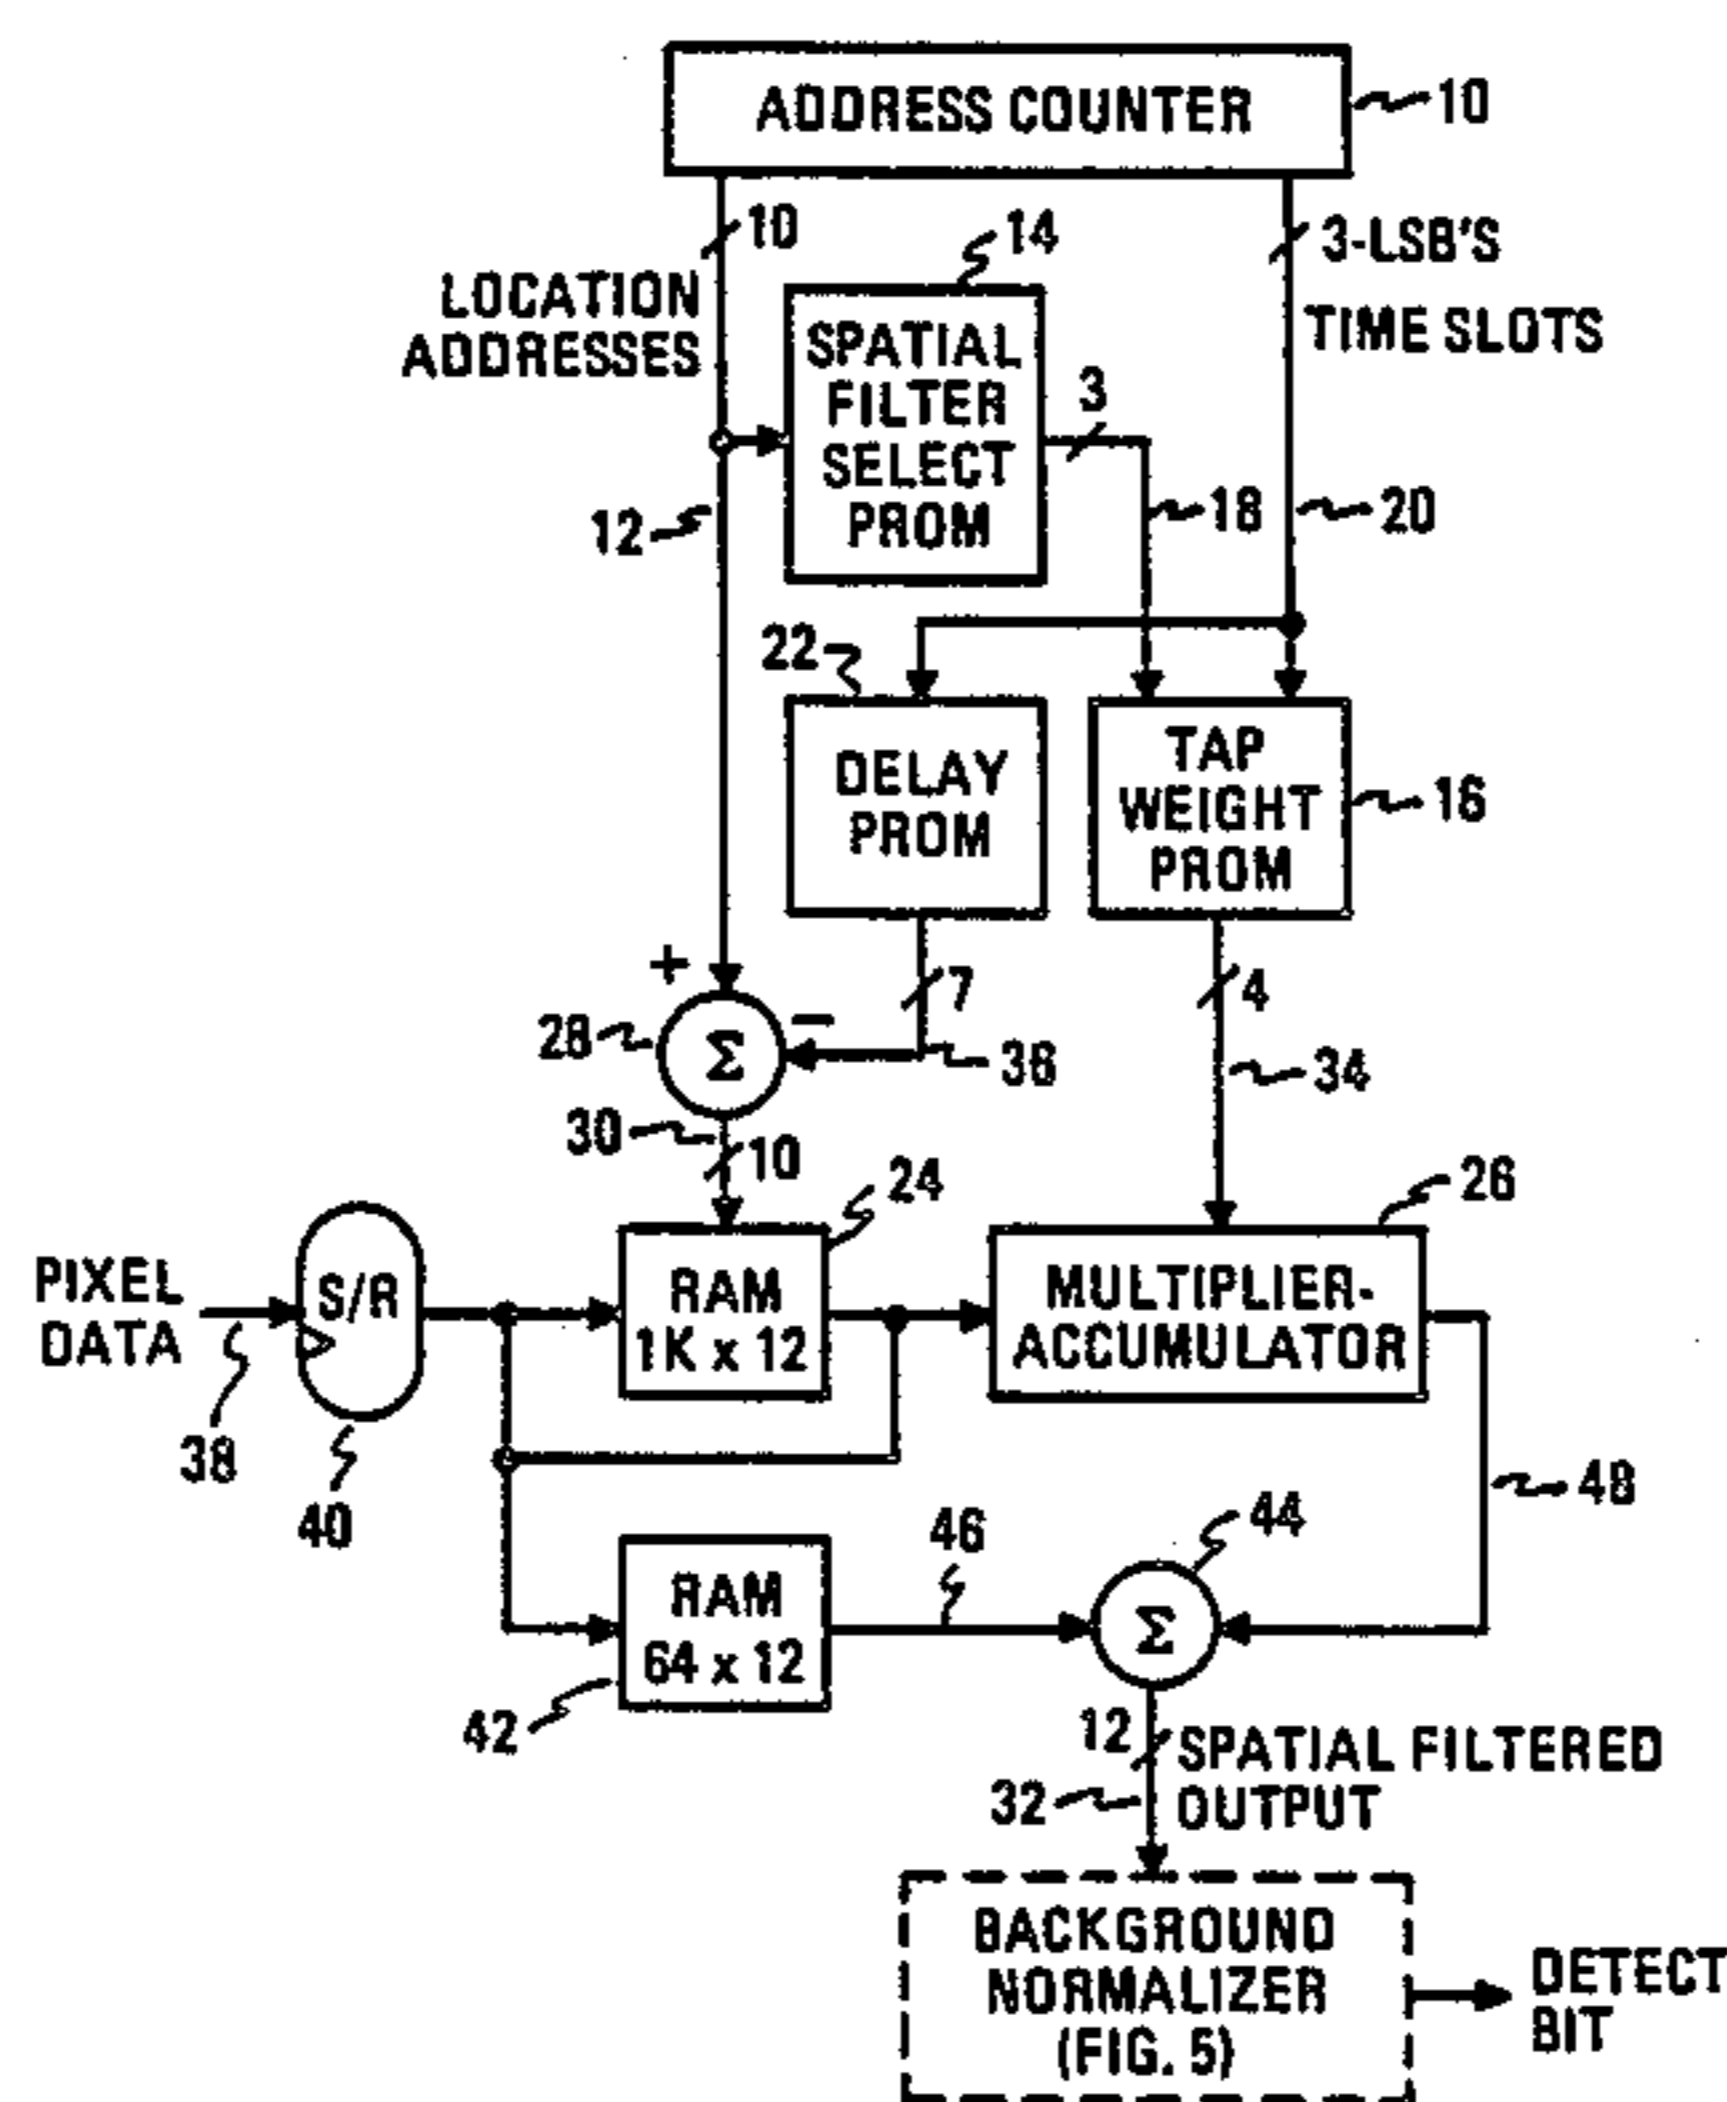 ADDRESS COUNTER
10
10
14
3-LSB'S
LOCATION
ADDRESSES
TIME SLOTS
SPATIAL
FILTER
SELECT
PROM
3
12
18
20
22
DELAY
PROM
TAP
WEIGHT
PROM
16
+
7
4
28
Σ
−
36
34
30
10
24
26
PIXEL
DATA
S/R
RAM
1K x 12
MULTIPLIER-
ACCUMULATOR
38
40
48
46
44
RAM
64 x 12
Σ
42
12
SPATIAL FILTERED
OUTPUT
32
BACKGROUND
NORMALIZER
(FIG. 5)
DETECT
BIT